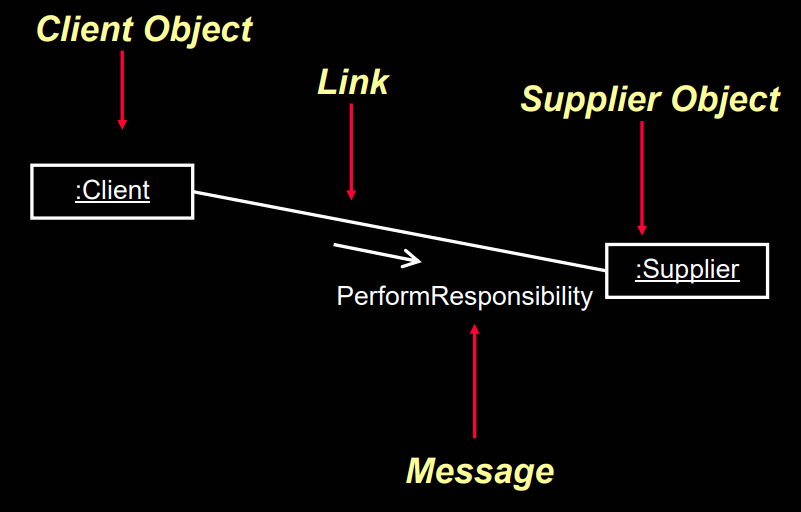 Client Object
Link
Supplier Object
:Client
:Supplier
PerformResponsibility
Message